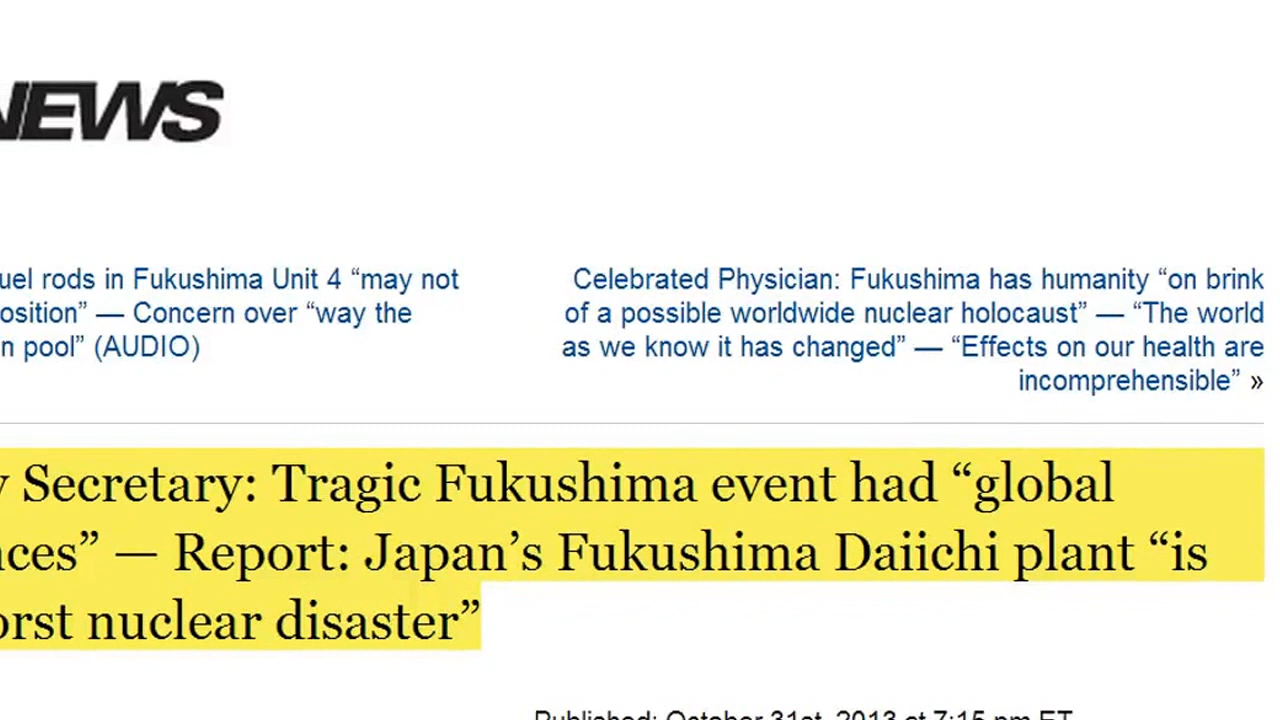 NEWS
uel rods in Fukushima Unit 4 “may not
osition” — Concern over “way the
n pool” (AUDIO)
Celebrated Physician: Fukushima has humanity “on brink
of a possible worldwide nuclear holocaust” — “The world
as we know it has changed” — “Effects on our health are
incomprehensible” »
y Secretary: Tragic Fukushima event had “global
nces” — Report: Japan’s Fukushima Daiichi plant “is
orst nuclear disaster”
Published: October 31st, 2013 at 7:15 pm ET